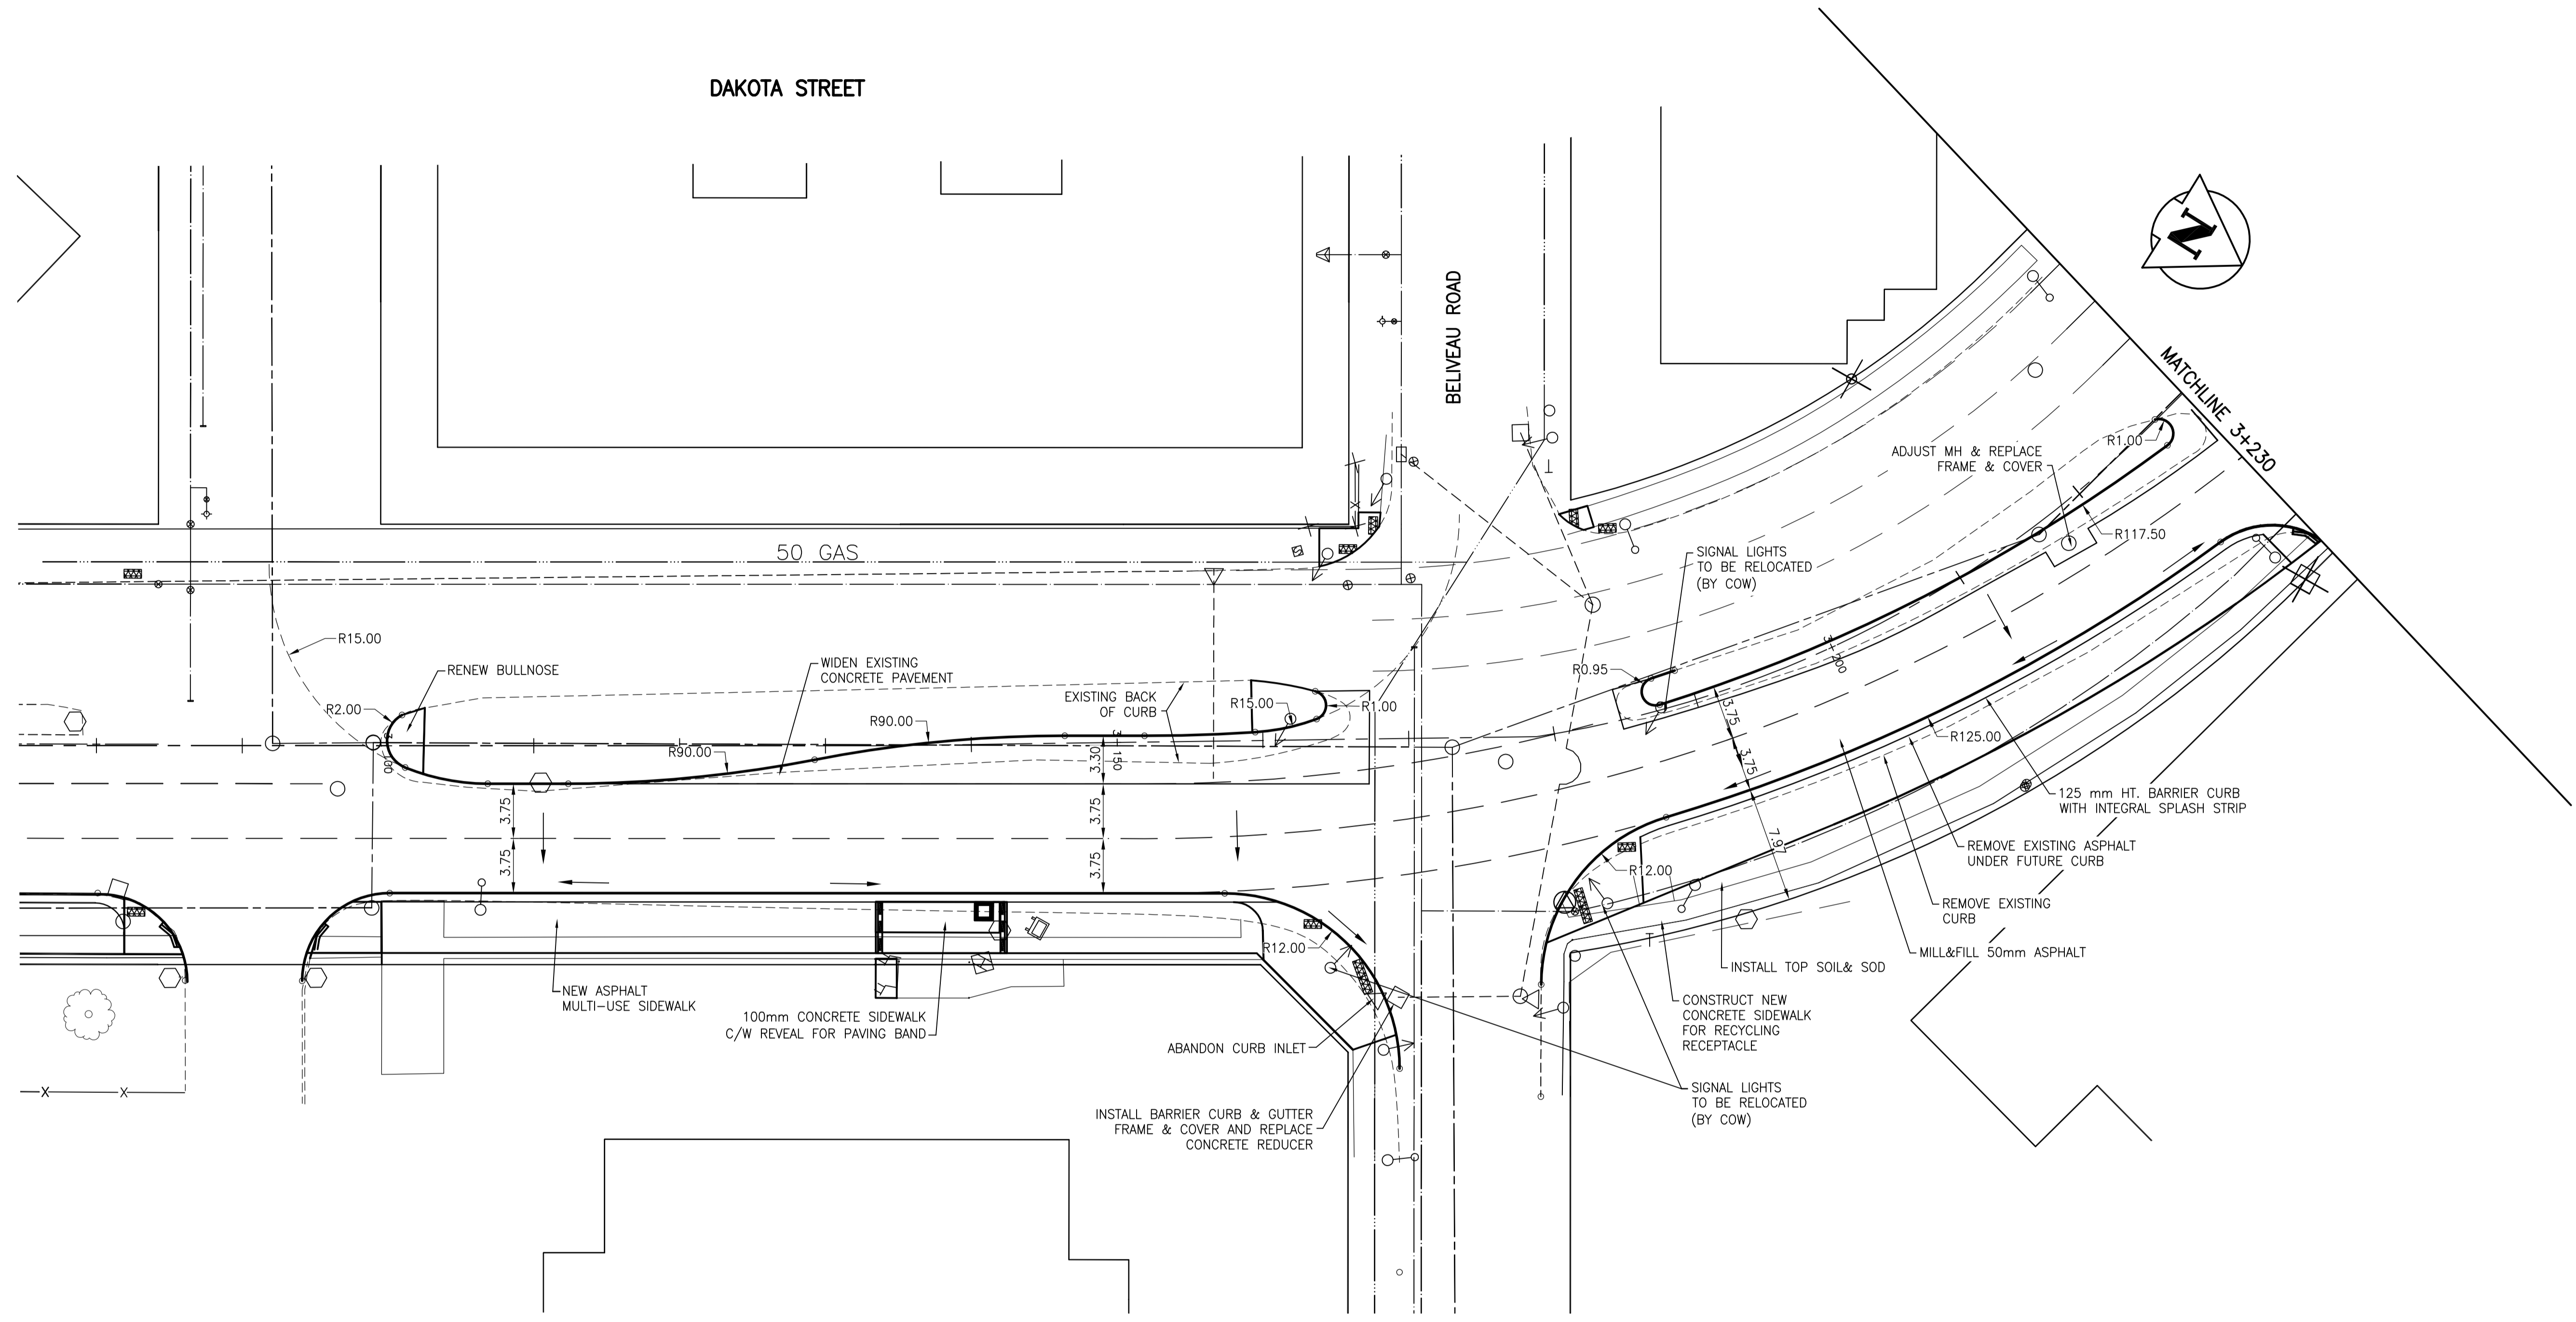 DAKOTA STREET
N
BELIVEAU ROAD
MATCHLINE 3+230
R1.00
ADJUST MH & REPLACE
FRAME & COVER
R117.50
50 GAS
SIGNAL LIGHTS
TO BE RELOCATED
(BY COW)
R15.00
RENEW BULLNOSE
WIDEN EXISTING
CONCRETE PAVEMENT
EXISTING BACK
OF CURB
R2.00
R90.00
R90.00
R15.00
R1.00
R0.95
3+200
3+150
3.00
3.75
3.75
3.75
3.75
3.75
3.75
7.97
R125.00
125 mm HT. BARRIER CURB
WITH INTEGRAL SPLASH STRIP
REMOVE EXISTING ASPHALT
UNDER FUTURE CURB
REMOVE EXISTING
CURB
MILL&FILL 50mm ASPHALT
R12.00
R12.00
INSTALL TOP SOIL& SOD
NEW ASPHALT
MULTI-USE SIDEWALK
100mm CONCRETE SIDEWALK
C/W REVEAL FOR PAVING BAND
ABANDON CURB INLET
CONSTRUCT NEW
CONCRETE SIDEWALK
FOR RECYCLING
RECEPTACLE
INSTALL BARRIER CURB & GUTTER
FRAME & COVER AND REPLACE
CONCRETE REDUCER
SIGNAL LIGHTS
TO BE RELOCATED
(BY COW)
X
X